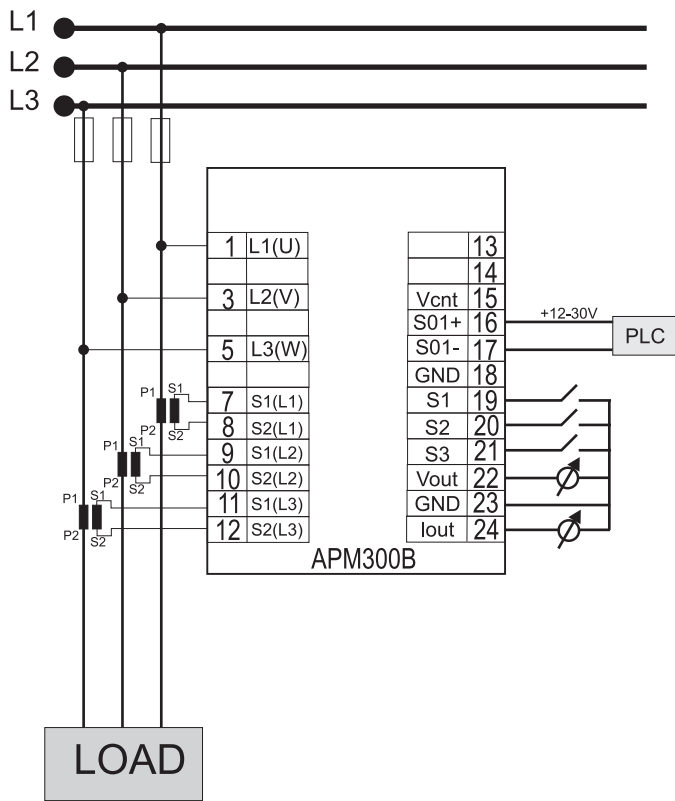 L1
L2
L3
1 L1(U)
3 L2(V)
5 L3(W)
7 S1(L1)
8 S2(L1)
9 S1(L2)
10 S2(L2)
11 S1(L3)
12 S2(L3)
P1 S1
P2 S2
P1 S1
P2 S2
P1 S1
P2 S2
13
14
Vcnt 15
S01+ 16
S01- 17
GND 18
S1 19
S2 20
S3 21
Vout 22
GND 23
Iout 24
+12-30V
PLC
APM300B
LOAD